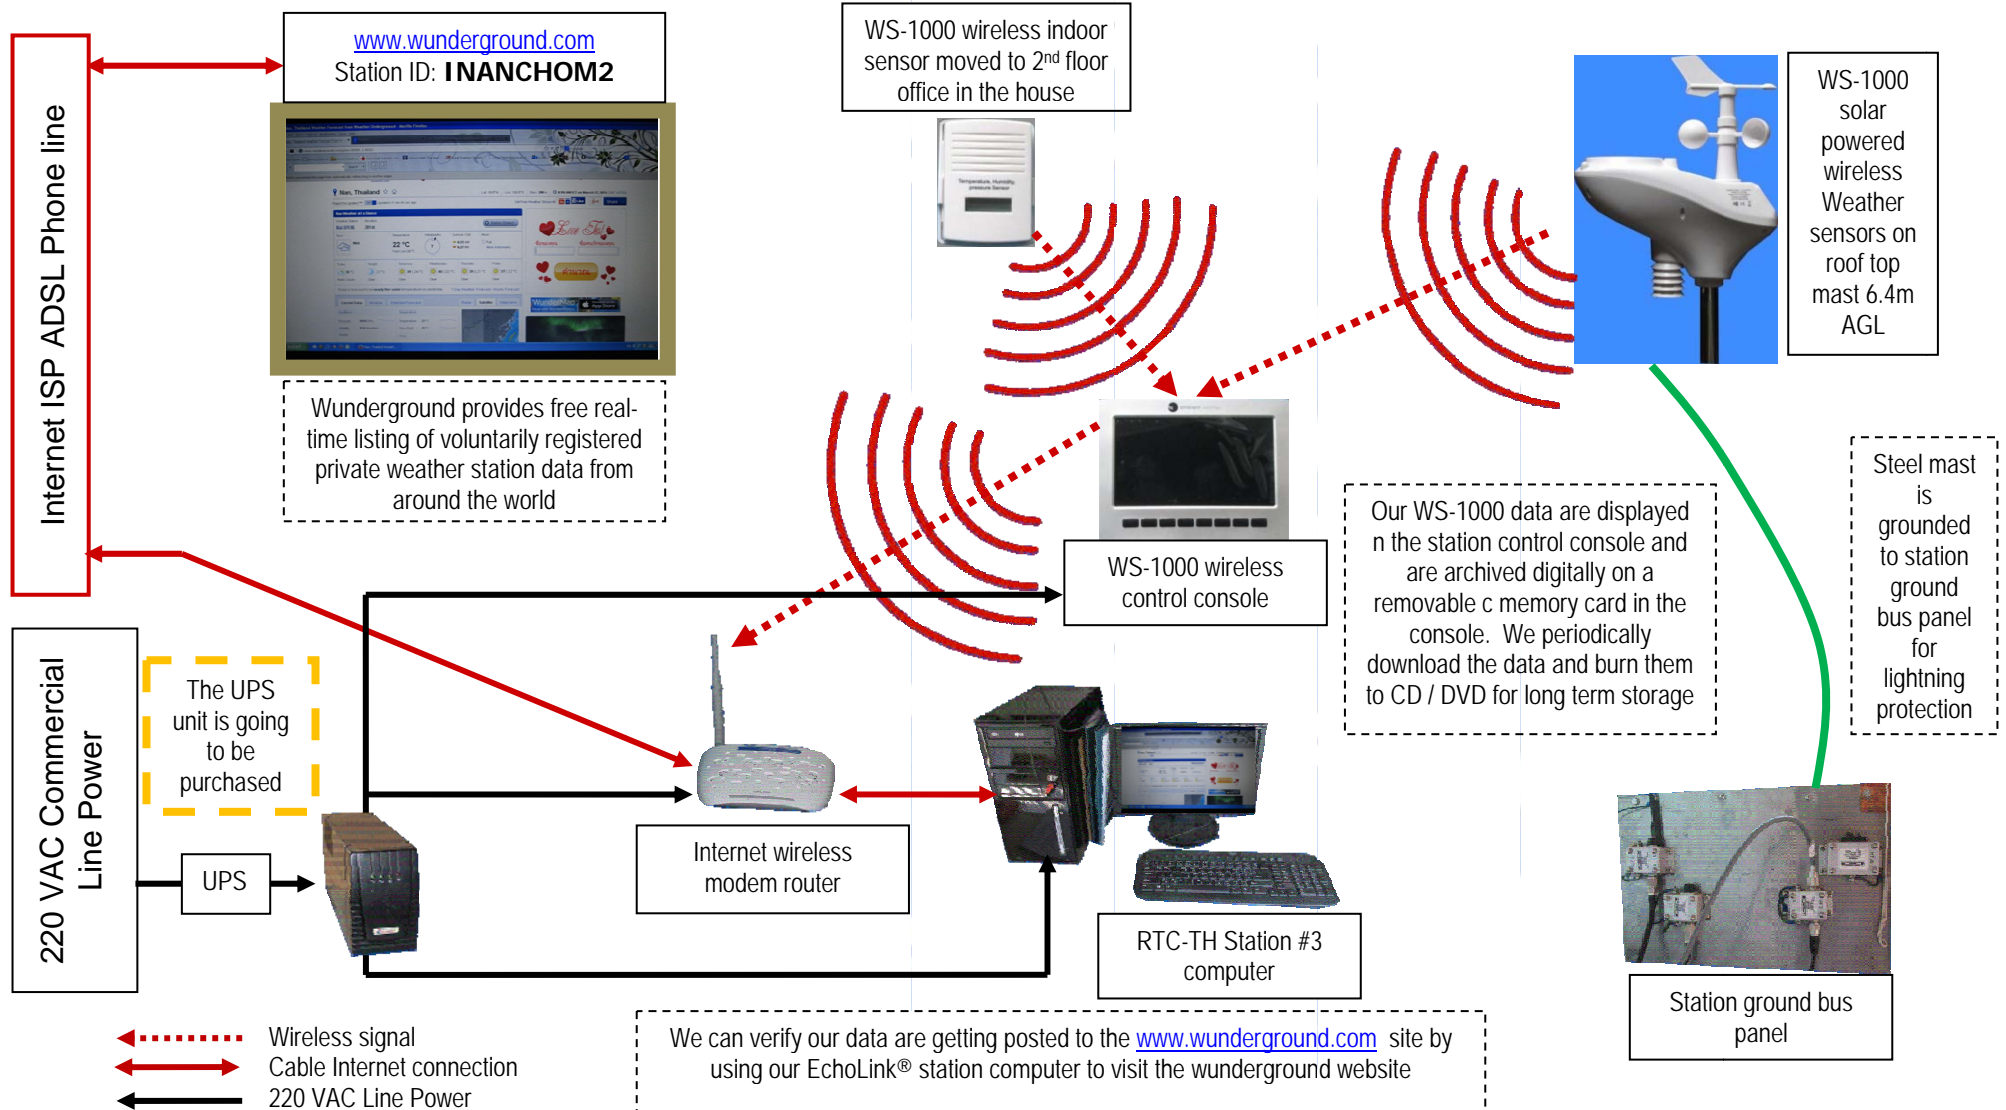 Internet ISP ADSL Phone line
www.wunderground.com
Station ID: INANCHOM2
Nan, Thailand
22 °C
Wunderground provides free real-
time listing of voluntarily registered
private weather station data from
around the world
WS-1000 wireless indoor
sensor moved to 2nd floor
office in the house
Temperature, Humidity,
pressure Sensor
WS-1000
solar
powered
wireless
Weather
sensors on
roof top
mast 6.4m
AGL
WS-1000 wireless
control console
Our WS-1000 data are displayed
n the station control console and
are archived digitally on a
removable c memory card in the
console. We periodically
download the data and burn them
to CD / DVD for long term storage
Steel mast
is
grounded
to station
ground
bus panel
for
lightning
protection
220 VAC Commercial
Line Power
The UPS
unit is going
to be
purchased
UPS
Internet wireless
modem router
RTC-TH Station #3
computer
Station ground bus
panel
Wireless signal
Cable Internet connection
220 VAC Line Power
We can verify our data are getting posted to the www.wunderground.com site by
using our EchoLink® station computer to visit the wunderground website